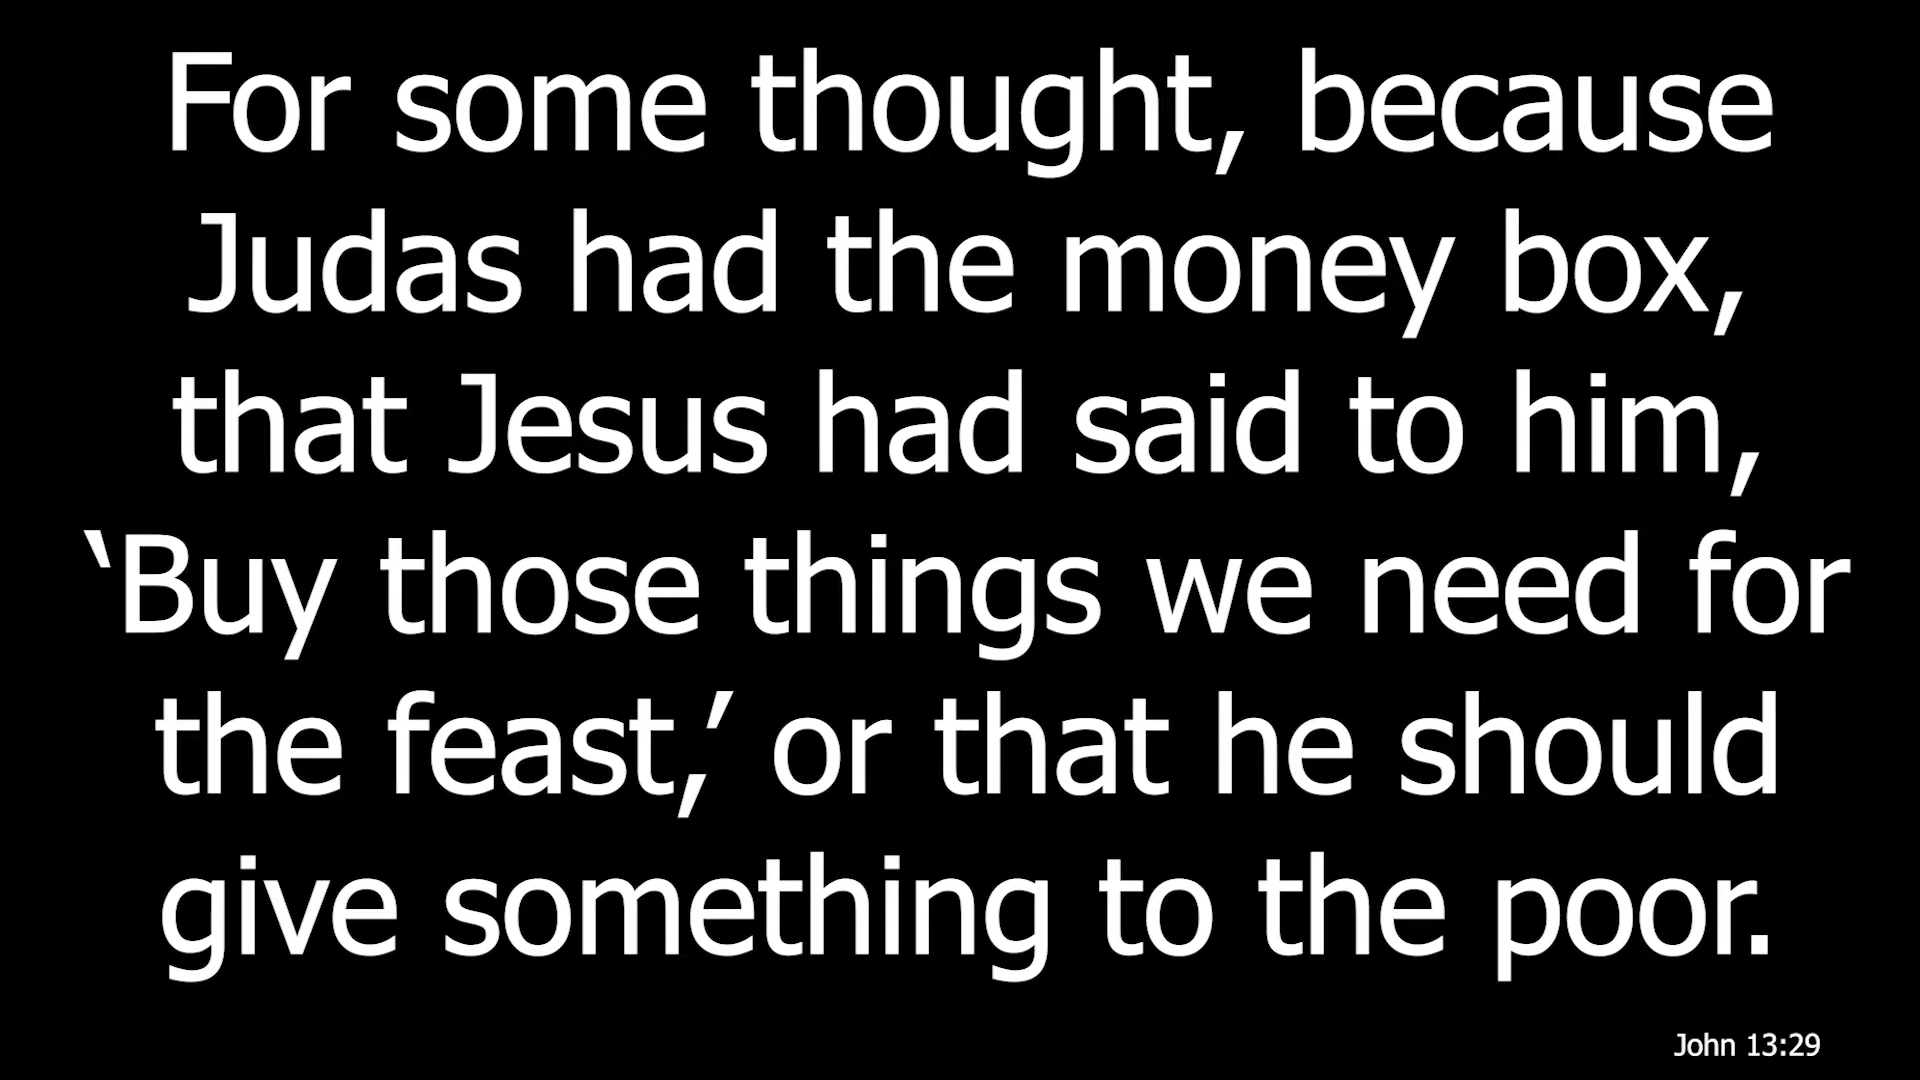 For some thought, because
Judas had the money box,
that Jesus had said to him,
‘Buy those things we need for
the feast,’ or that he should
give something to the poor.
John 13:29